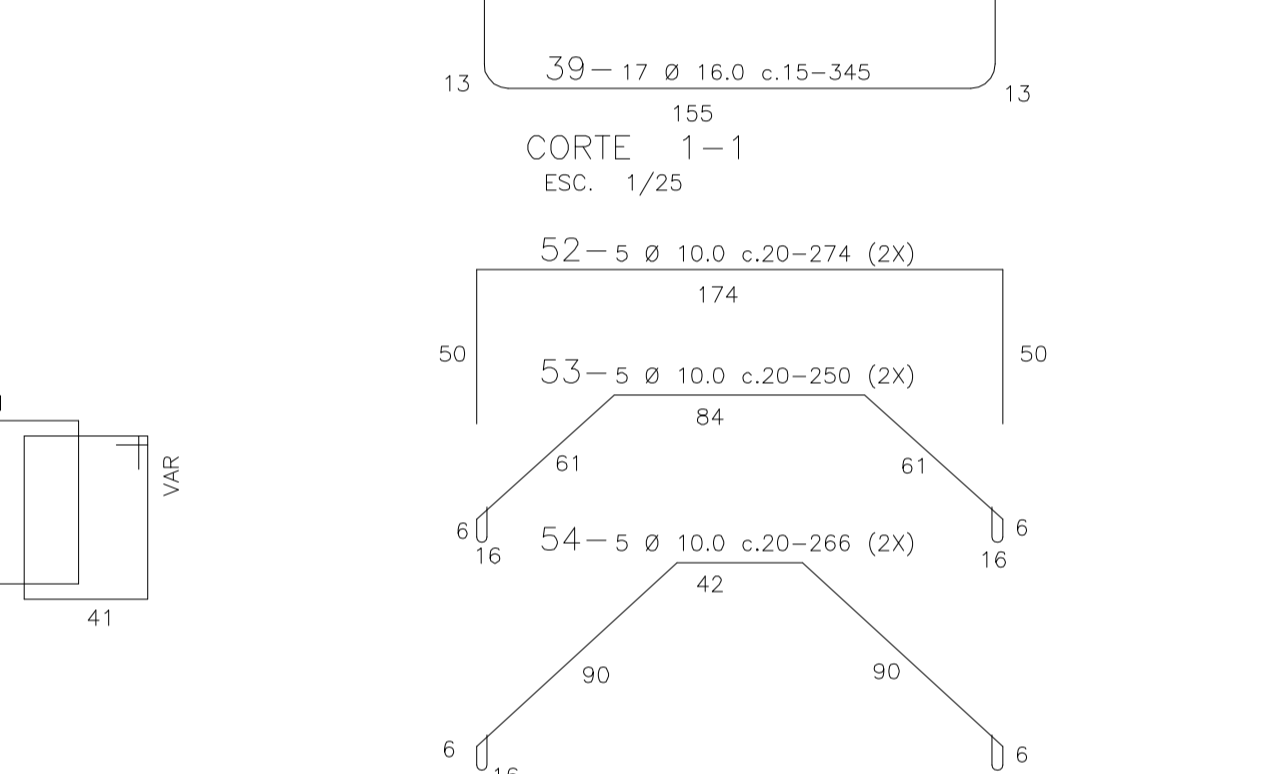 39-17 Ø 16.0 c.15-345
13
13
155
CORTE 1-1
ESC. 1/25
52-5 Ø 10.0 c.20-274 (2X)
174
50
50
53-5 Ø 10.0 c.20-250 (2X)
84
61
61
VAR
6
16
6
16
54-5 Ø 10.0 c.20-266 (2X)
42
41
90
90
6
6